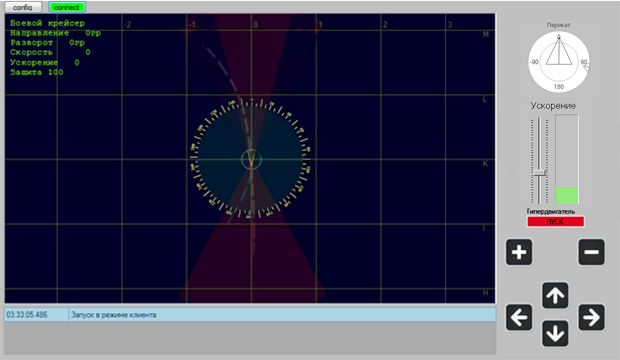 config connect
Боевой крейсер
Направление 0гр
Разворот 0гр
Скорость 0
Ускорение 0
Защита 100
-2 -1 0 1 2 3
M
L
K
I
H
Перекат
0
-90 90
180
Ускорение
Гипердвигатель
ПУСК
03:33:05.486 Запуск в режиме клиента